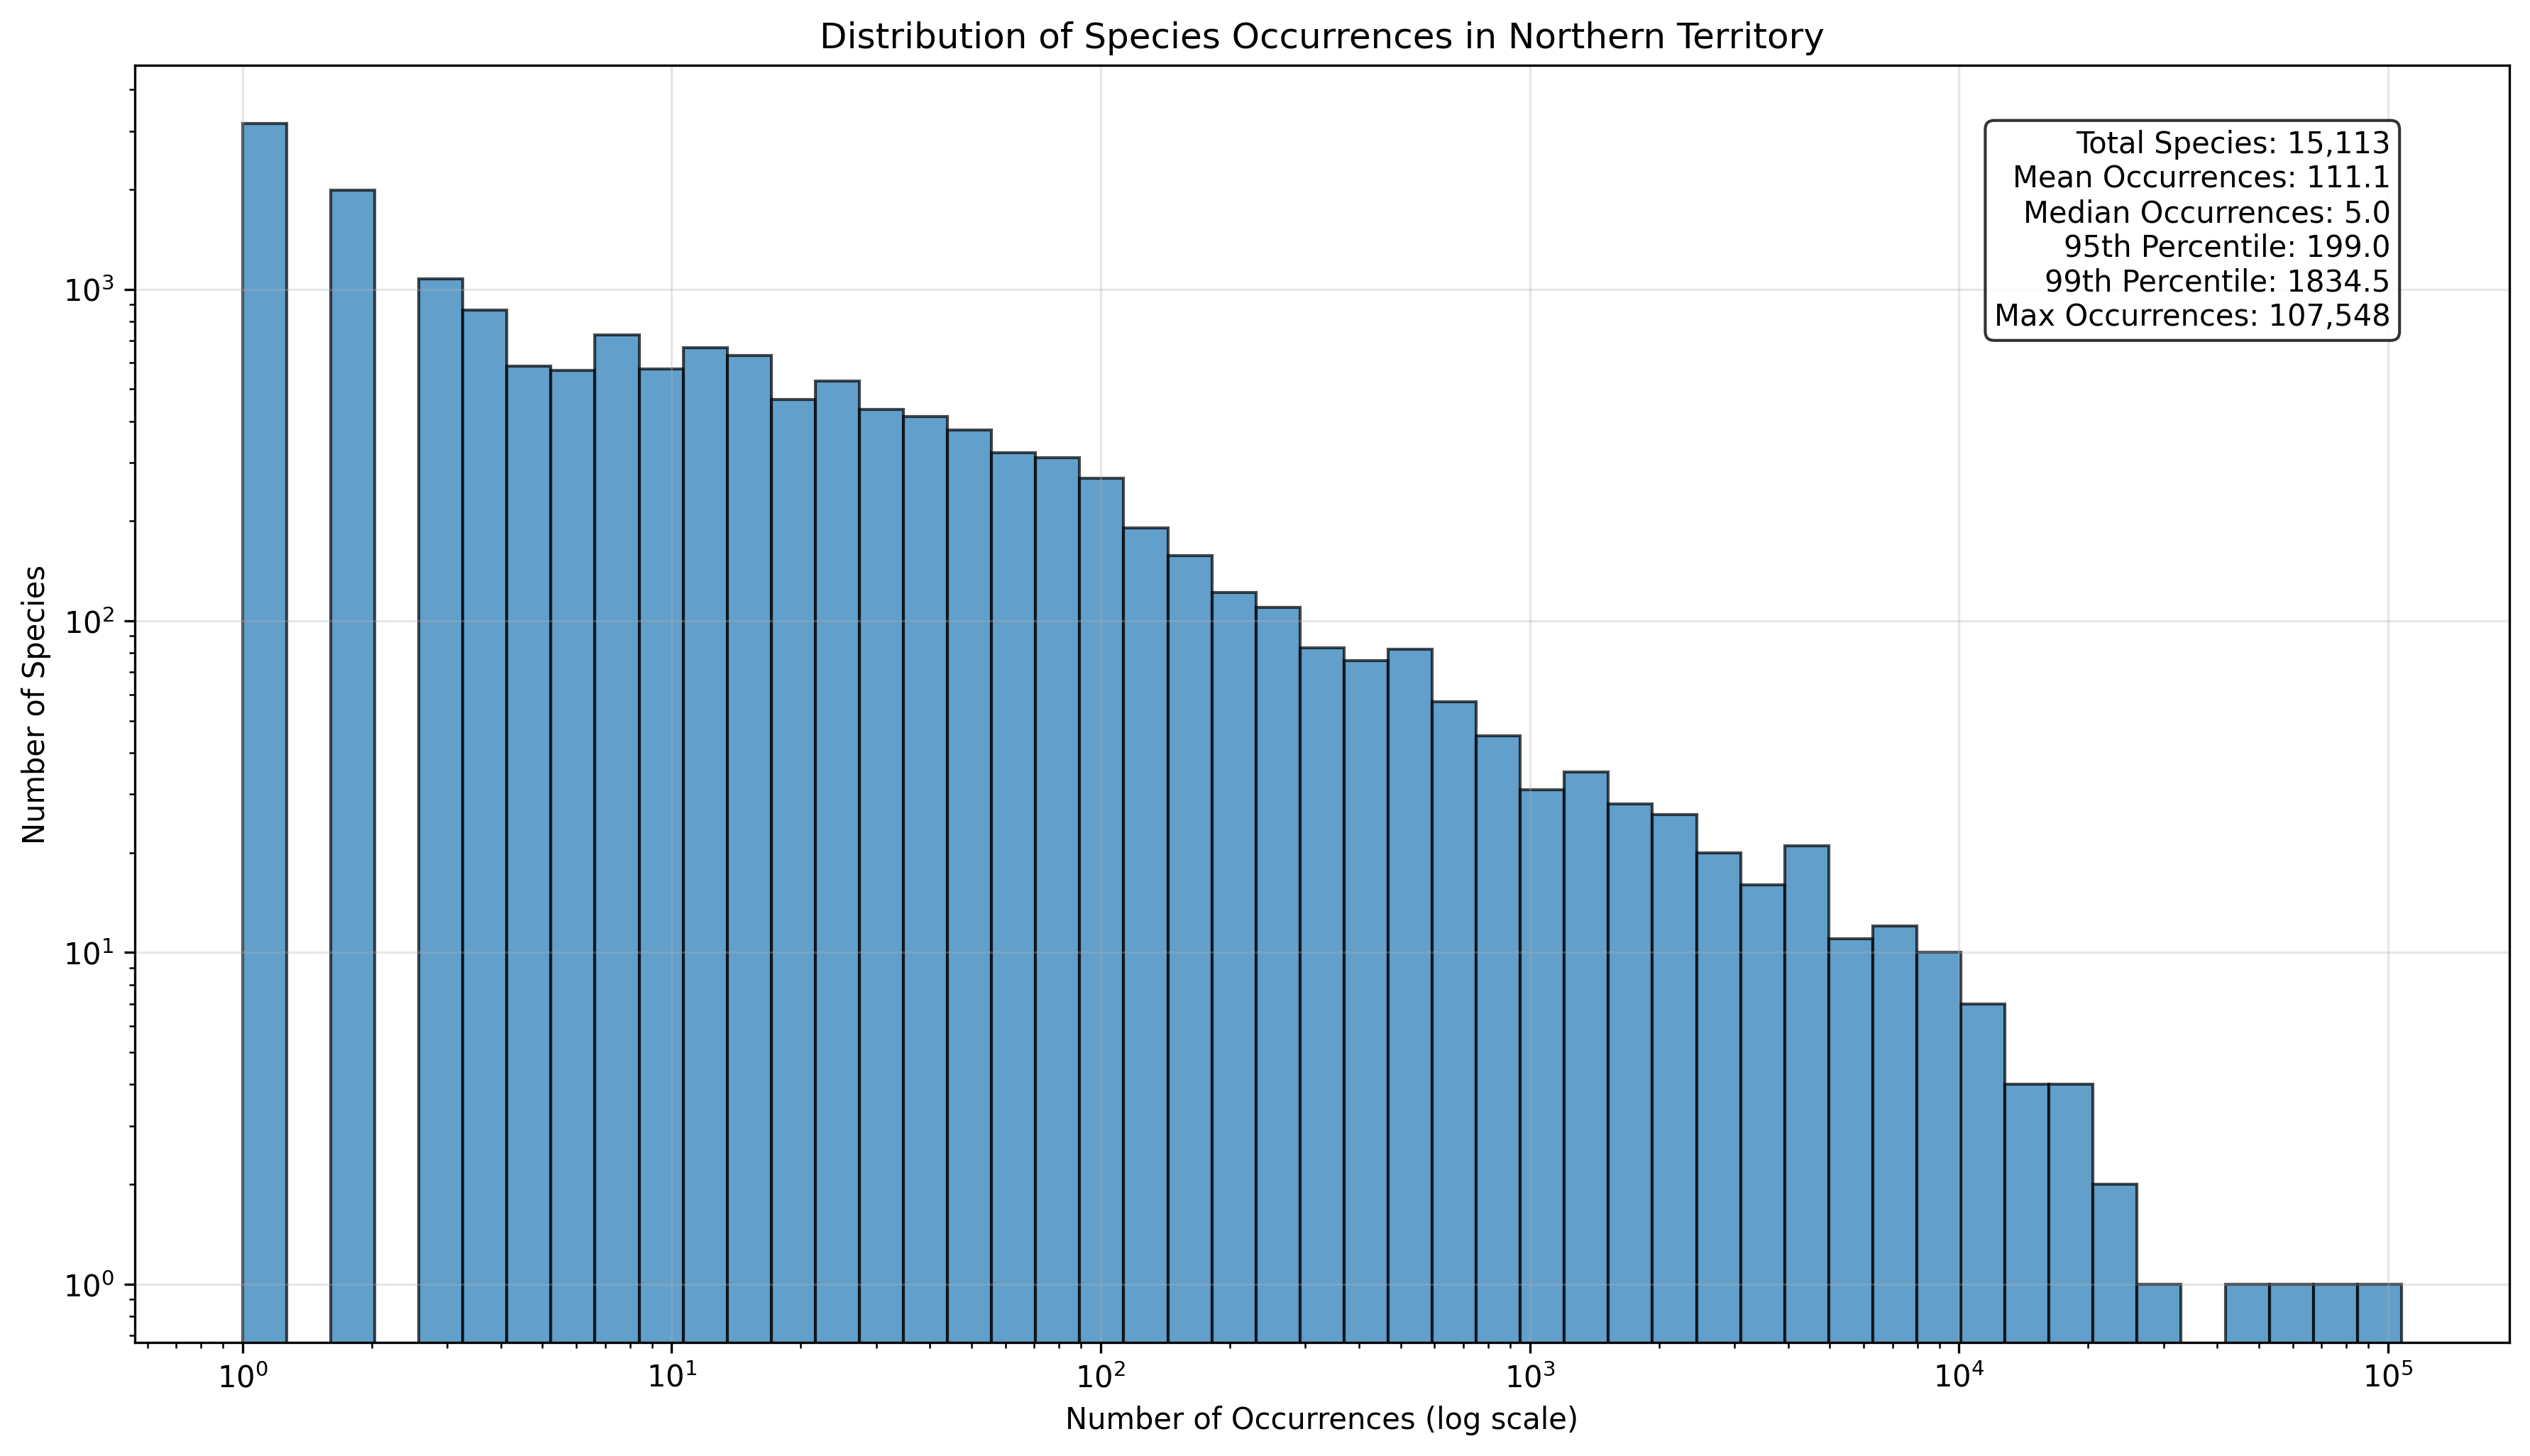 Distribution of Species Occurrences in Northern Territory
Total Species: 15,113
Mean Occurrences: 111.1
Median Occurrences: 5.0
95th Percentile: 199.0
99th Percentile: 1834.5
Max Occurrences: 107,548
Number of Species
10³
10²
10¹
10⁰
10⁰ 10¹ 10² 10³ 10⁴ 10⁵
Number of Occurrences (log scale)